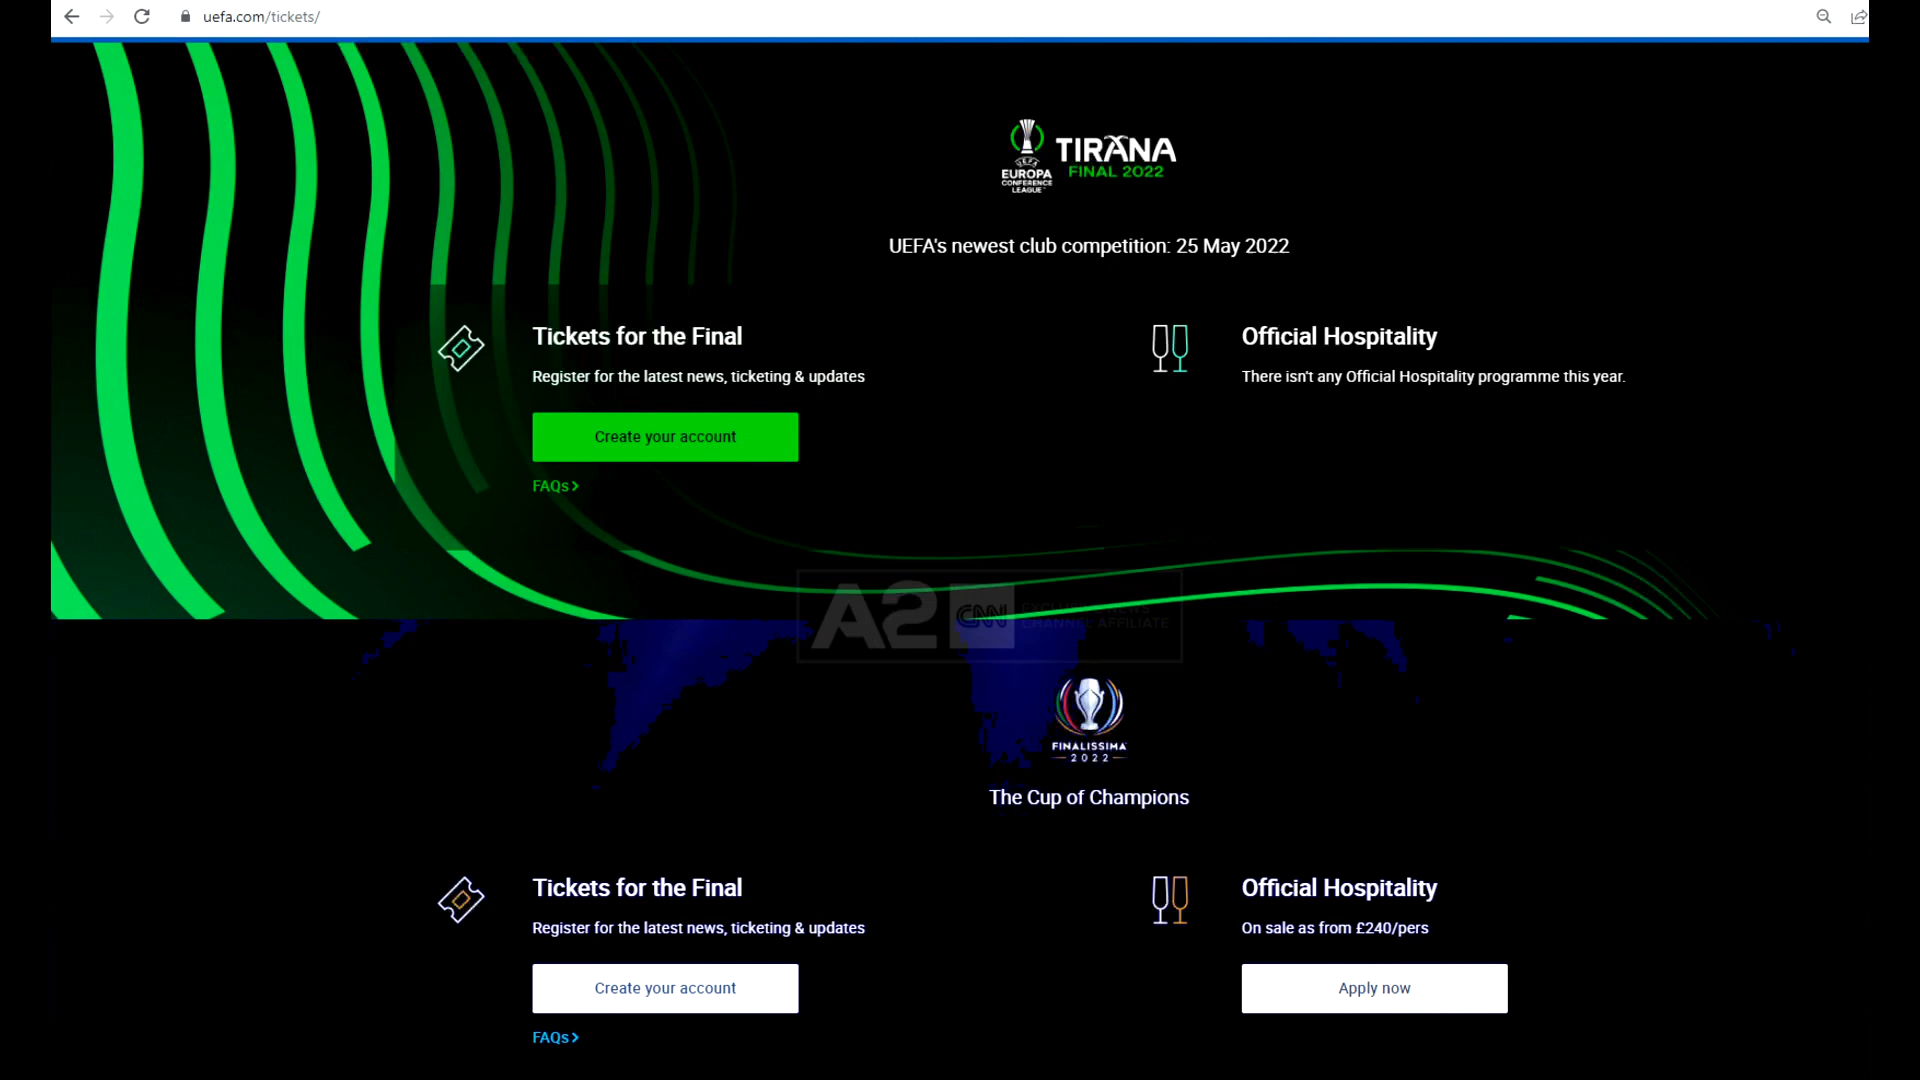 uefa.com/tickets/
UEFA
EUROPA
CONFERENCE
LEAGUE
TIRANA
FINAL 2022
UEFA's newest club competition: 25 May 2022
Tickets for the Final
Register for the latest news, ticketing & updates
Create your account
FAQs >
Official Hospitality
There isn't any Official Hospitality programme this year.
A2 CNN EXCLUSIVE NEWS
CHANNEL AFFILIATE
FINALISSIMA
2022
The Cup of Champions
Tickets for the Final
Register for the latest news, ticketing & updates
Create your account
FAQs >
Official Hospitality
On sale as from £240/pers
Apply now